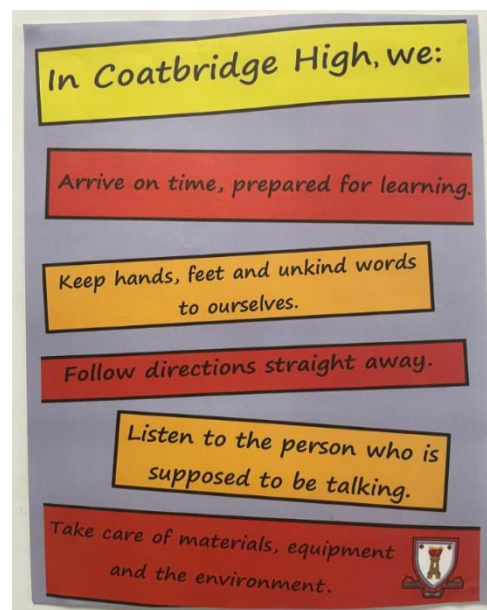 In Coatbridge High, we:
Arrive on time, prepared for learning.
Keep hands, feet and unkind words
to ourselves.
Follow directions straight away.
Listen to the person who is
supposed to be talking.
Take care of materials, equipment
and the environment.